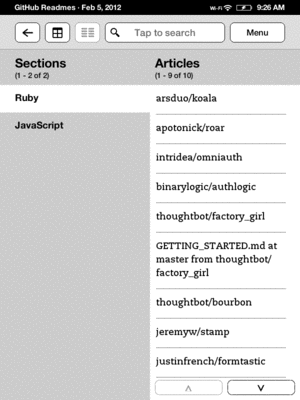 GitHub Readmes · Feb 5, 2012
Wi-Fi
9:26 AM
Tap to search
Menu
Sections
(1 - 2 of 2)
Ruby
JavaScript
Articles
(1 - 9 of 10)
arsduo/koala
apotonick/roar
intridea/omniauth
binarylogic/authlogic
thoughtbot/factory_girl
GETTING_STARTED.md at
master from thoughtbot/
factory_girl
thoughtbot/bourbon
jeremyw/stamp
justinfrench/formtastic